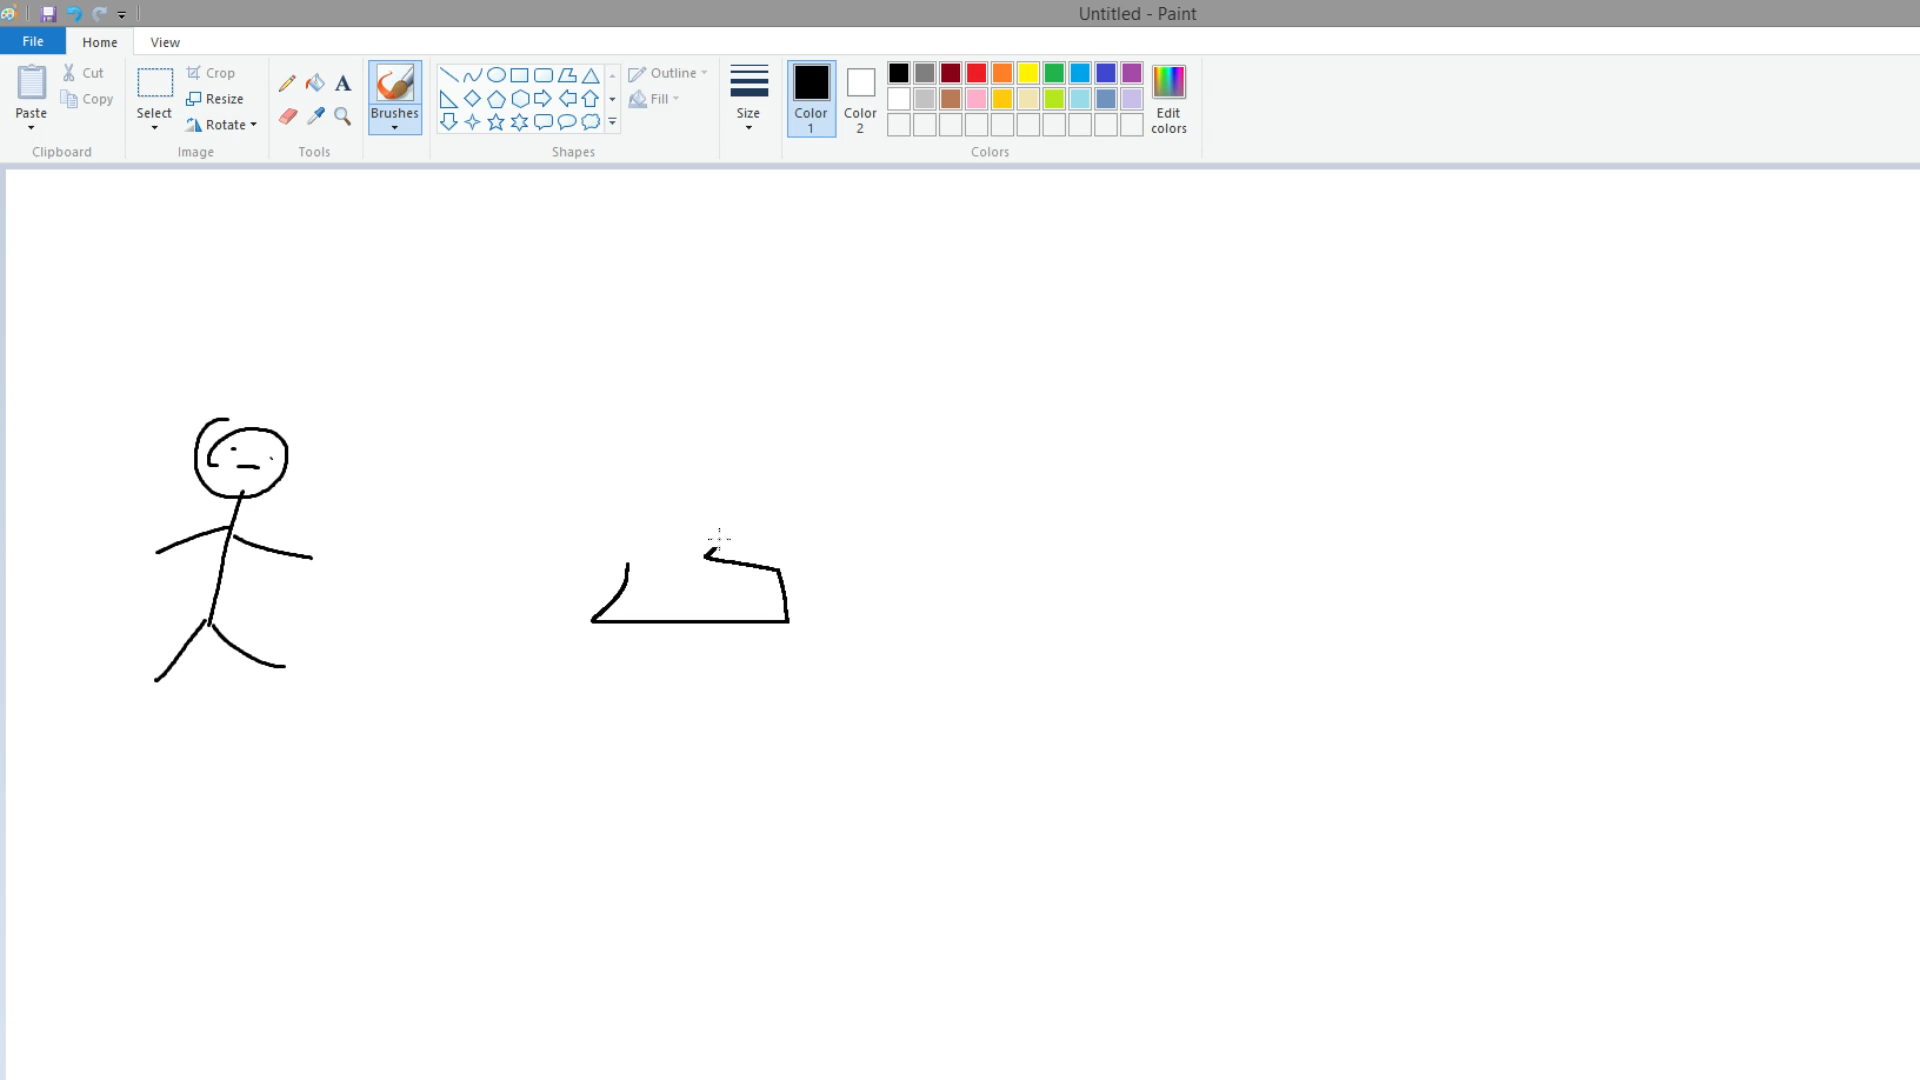 Untitled - Paint
File Home View
Paste
Cut
Copy
Clipboard
Select
Crop
Resize
Rotate
Image
A
Tools
Brushes
Outline
Fill
Shapes
Size
Color
1
Color
2
Edit
colors
Colors